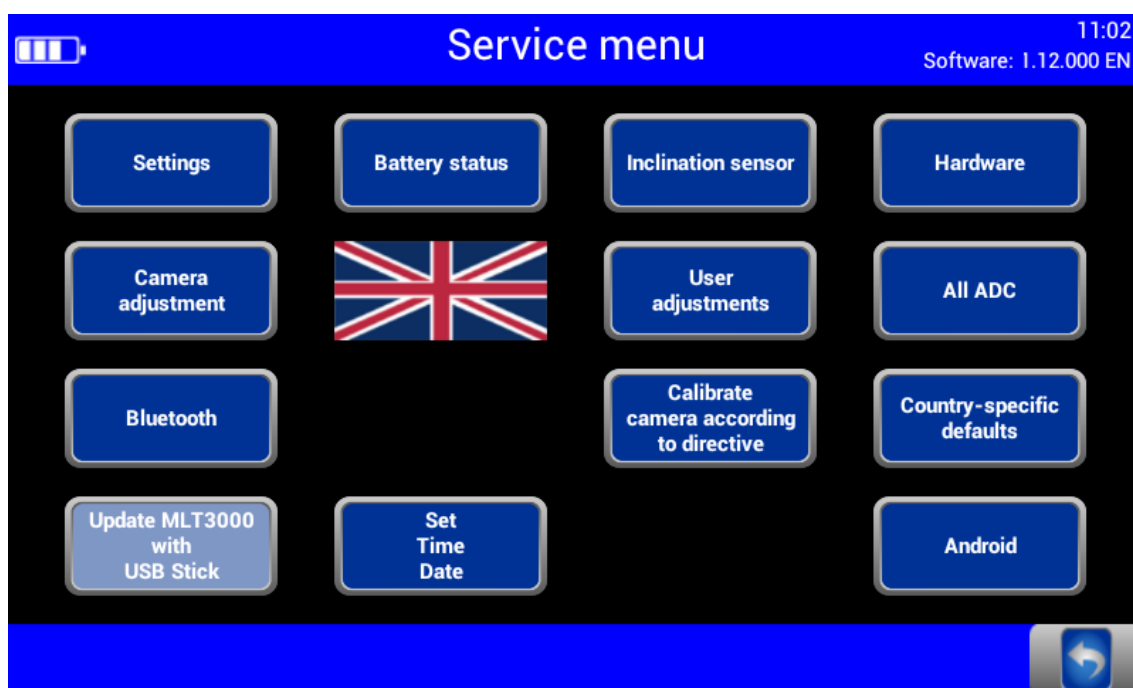 Service menu
11:02
Software: 1.12.000 EN
Settings
Battery status
Inclination sensor
Hardware
Camera
adjustment
User
adjustments
All ADC
Bluetooth
Calibrate
camera according
to directive
Country-specific
defaults
Update MLT3000
with
USB Stick
Set
Time
Date
Android